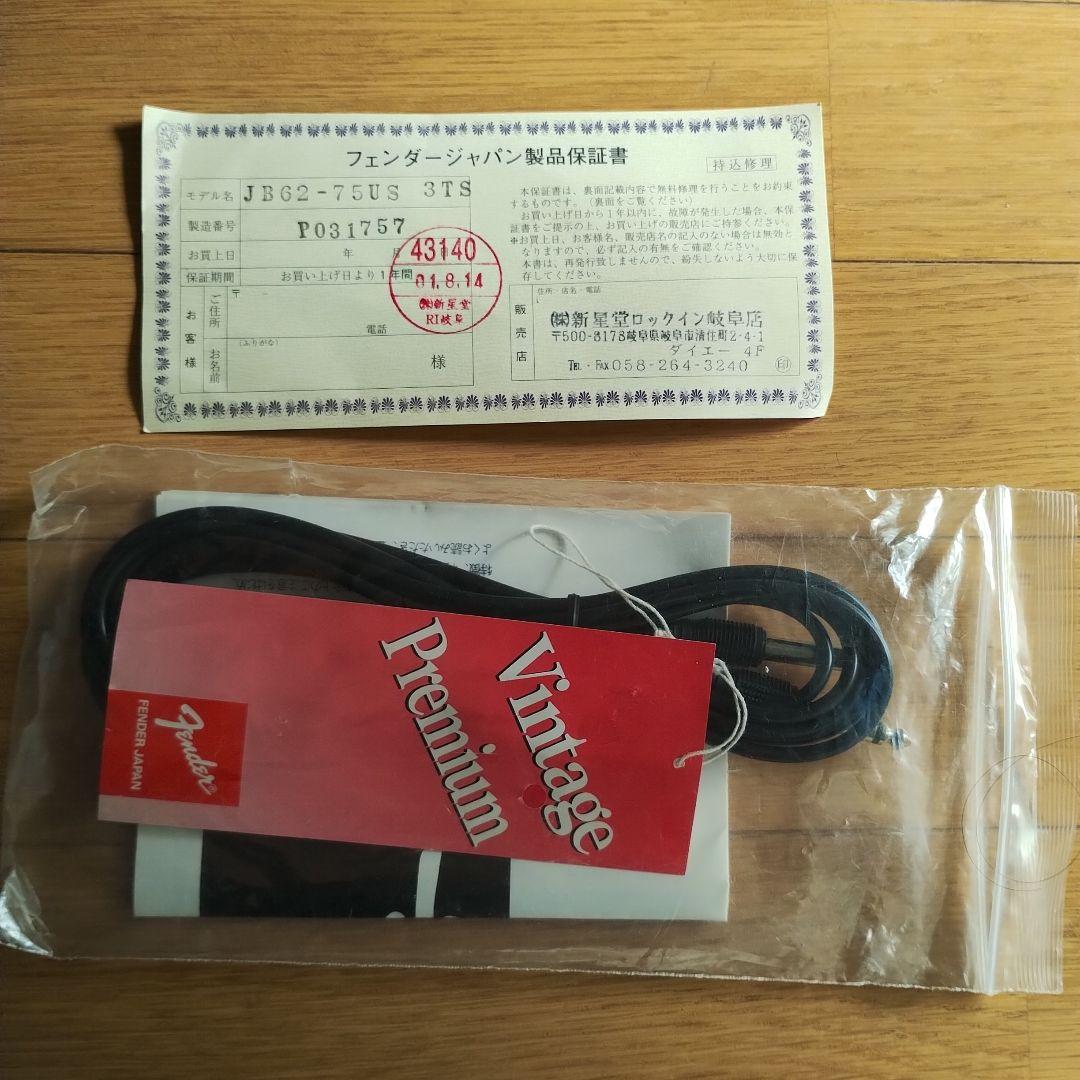 フェンダージャパン製品保証書
持込修理
モデル名 JB62-75US 3TS
製造番号 P031757
お買上日 年 月
保証期間 お買い上げ日より1年間
43140
01.8.14
㈱新星堂
RI岐阜
お客様
ご住所 〒
電話
(ふりがな)
お名前 様
本保証書は、裏面記載内容で無料修理を行うことをお約束
するものです。(裏面をご覧ください)
お買い上げ日から1年以内に、故障が発生した場合、本保
証書をご提示の上、お買い上げの販売店にご持参ください。
※お買上日、お客様名、販売店名の記入のない場合は無効と
なりますので、必ず記入の有無をご確認ください。
本書は、再発行致しませんので、紛失しないよう大切に保
存してください。
販売店
住所・店名・電話
㈱新星堂ロックイン岐阜店
〒500-8178岐阜県岐阜市清住町2-4-1
ダイエー 4F
TEL・FAX 058-264-3240 印
よくお読みいただき
Vintage
Premium
Fender®
FENDER JAPAN